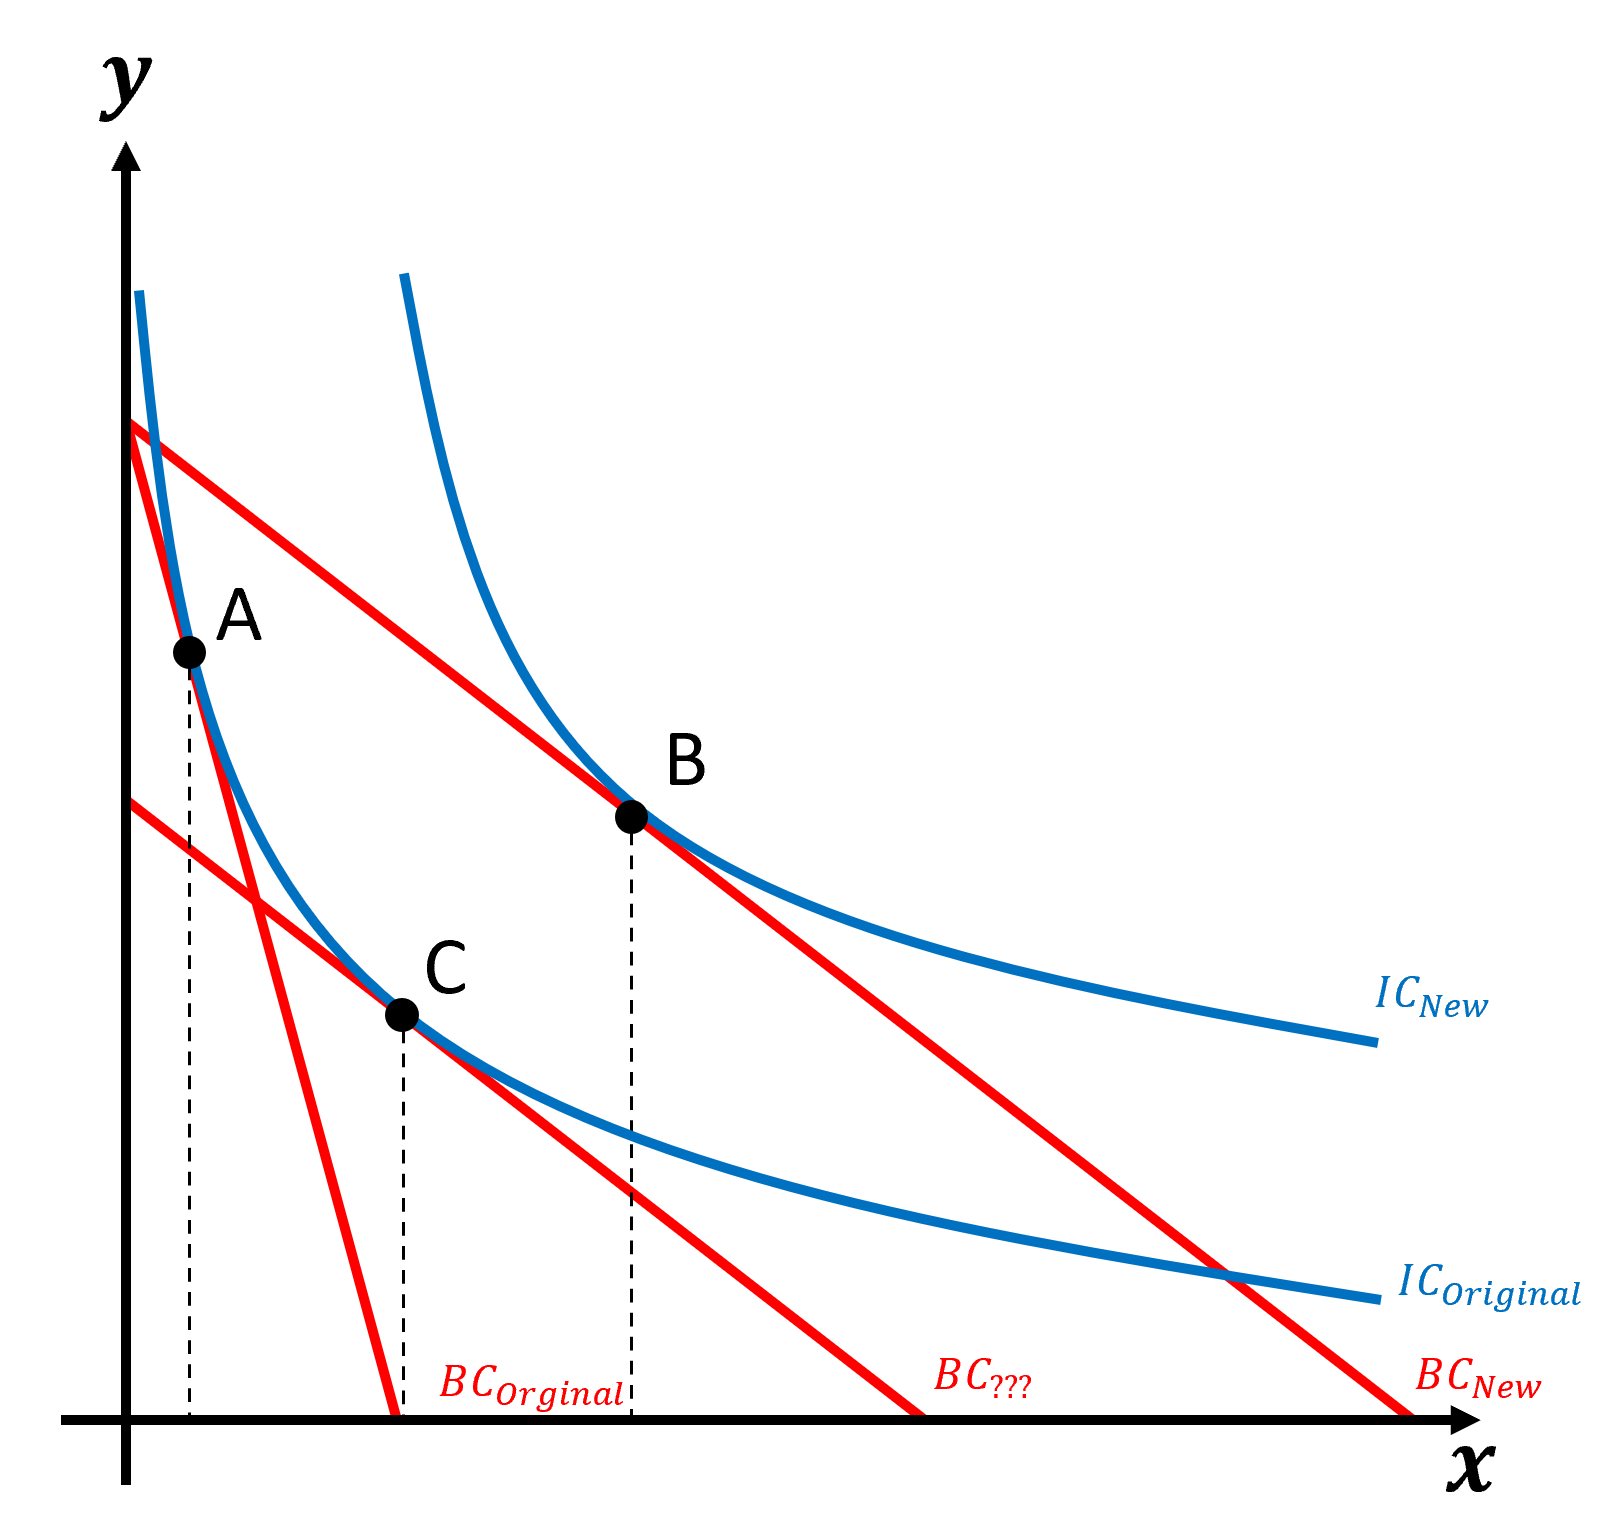 y
A
B
C
IC_New
IC_Original
BC_Orginal
BC_???
BC_New
x